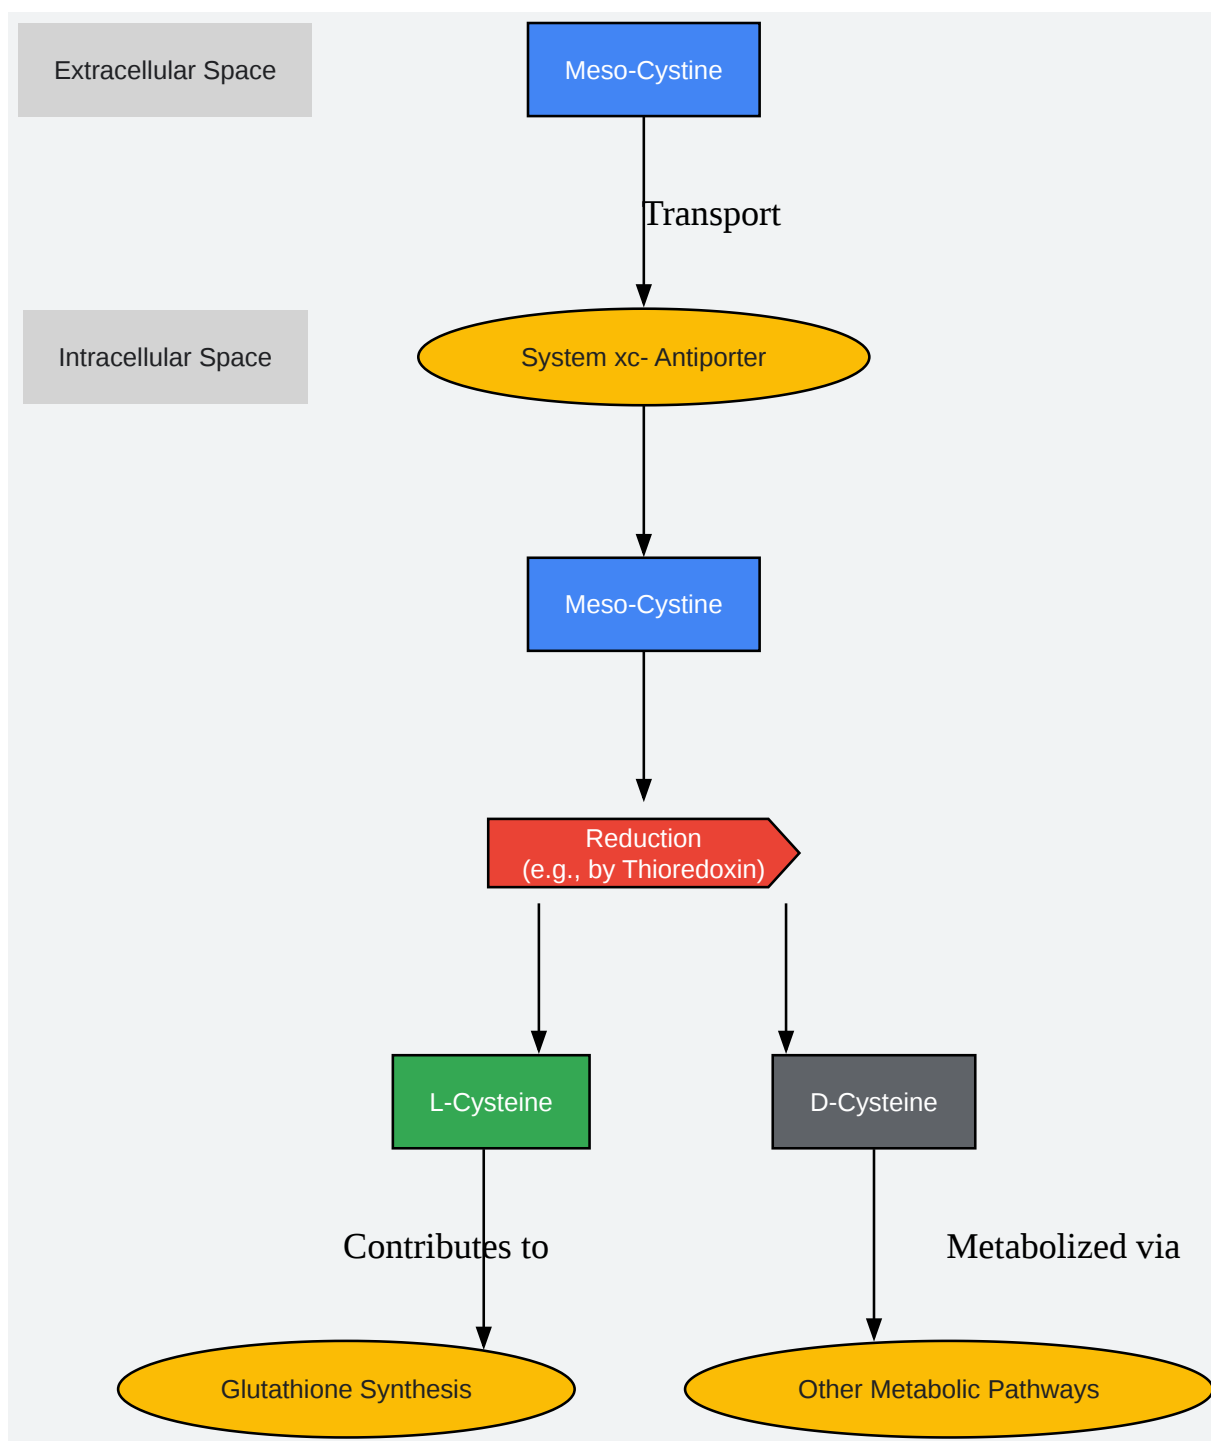 Extracellular Space
Meso-Cystine
Transport
Intracellular Space
System xc- Antiporter
Meso-Cystine
Reduction
(e.g., by Thioredoxin)
L-Cysteine
D-Cysteine
Contributes to
Metabolized via
Glutathione Synthesis
Other Metabolic Pathways